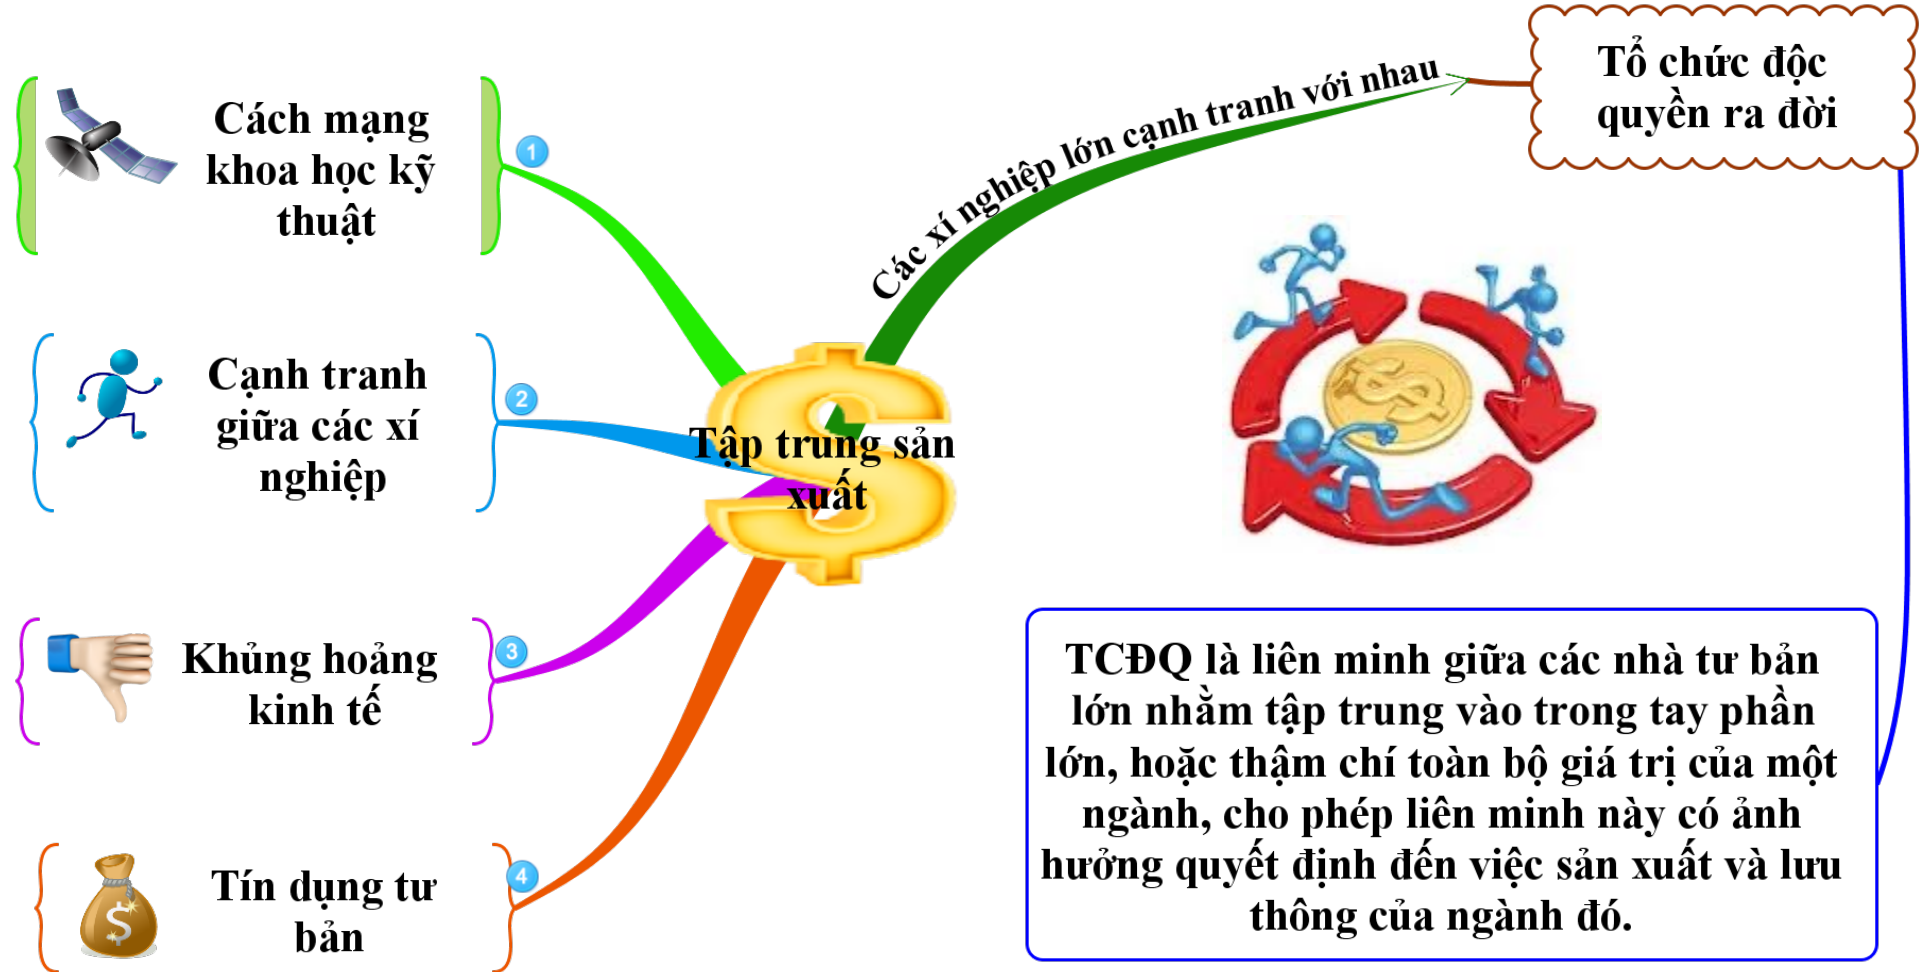 Cách mạng
khoa học kỹ
thuật
1
Cạnh tranh
giữa các xí
nghiệp
2
Khủng hoảng
kinh tế
3
Tín dụng tư
bản
4
Tập trung sản
xuất
Các xí nghiệp lớn cạnh tranh với nhau
Tổ chức độc
quyền ra đời
TCĐQ là liên minh giữa các nhà tư bản
lớn nhằm tập trung vào trong tay phần
lớn, hoặc thậm chí toàn bộ giá trị của một
ngành, cho phép liên minh này có ảnh
hưởng quyết định đến việc sản xuất và lưu
thông của ngành đó.